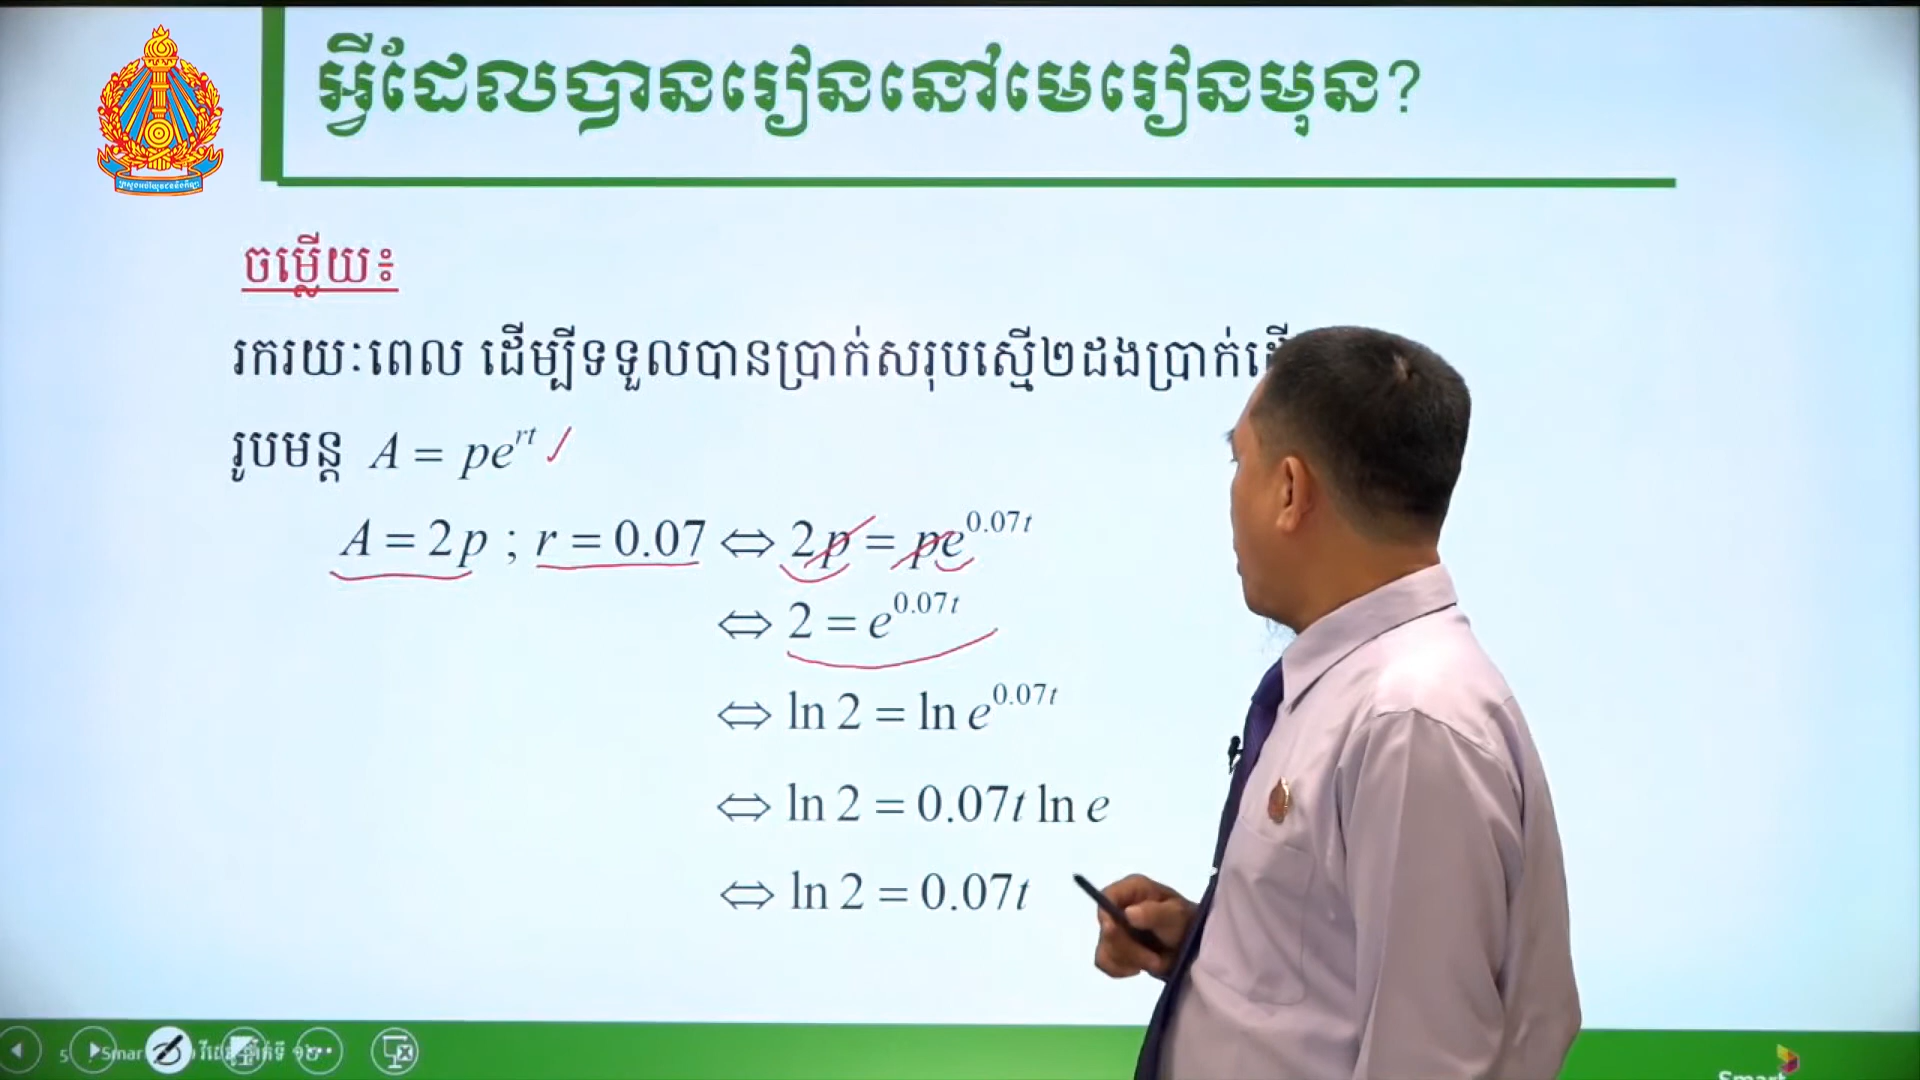 អ្វីដែលបានរៀននៅមេរៀនមុន?
ចម្លើយ៖
រករយៈពេល ដើម្បីទទួលបានប្រាក់សរុបស្មើ២ដងប្រាក់ដើ
រូបមន្ត A = pe^{rt}
A = 2p ; r = 0.07 ⇔ 2p = pe^{0.07t}
⇔ 2 = e^{0.07t}
⇔ ln 2 = ln e^{0.07t}
⇔ ln 2 = 0.07t ln e
⇔ ln 2 = 0.07t
5 Smart
Smart